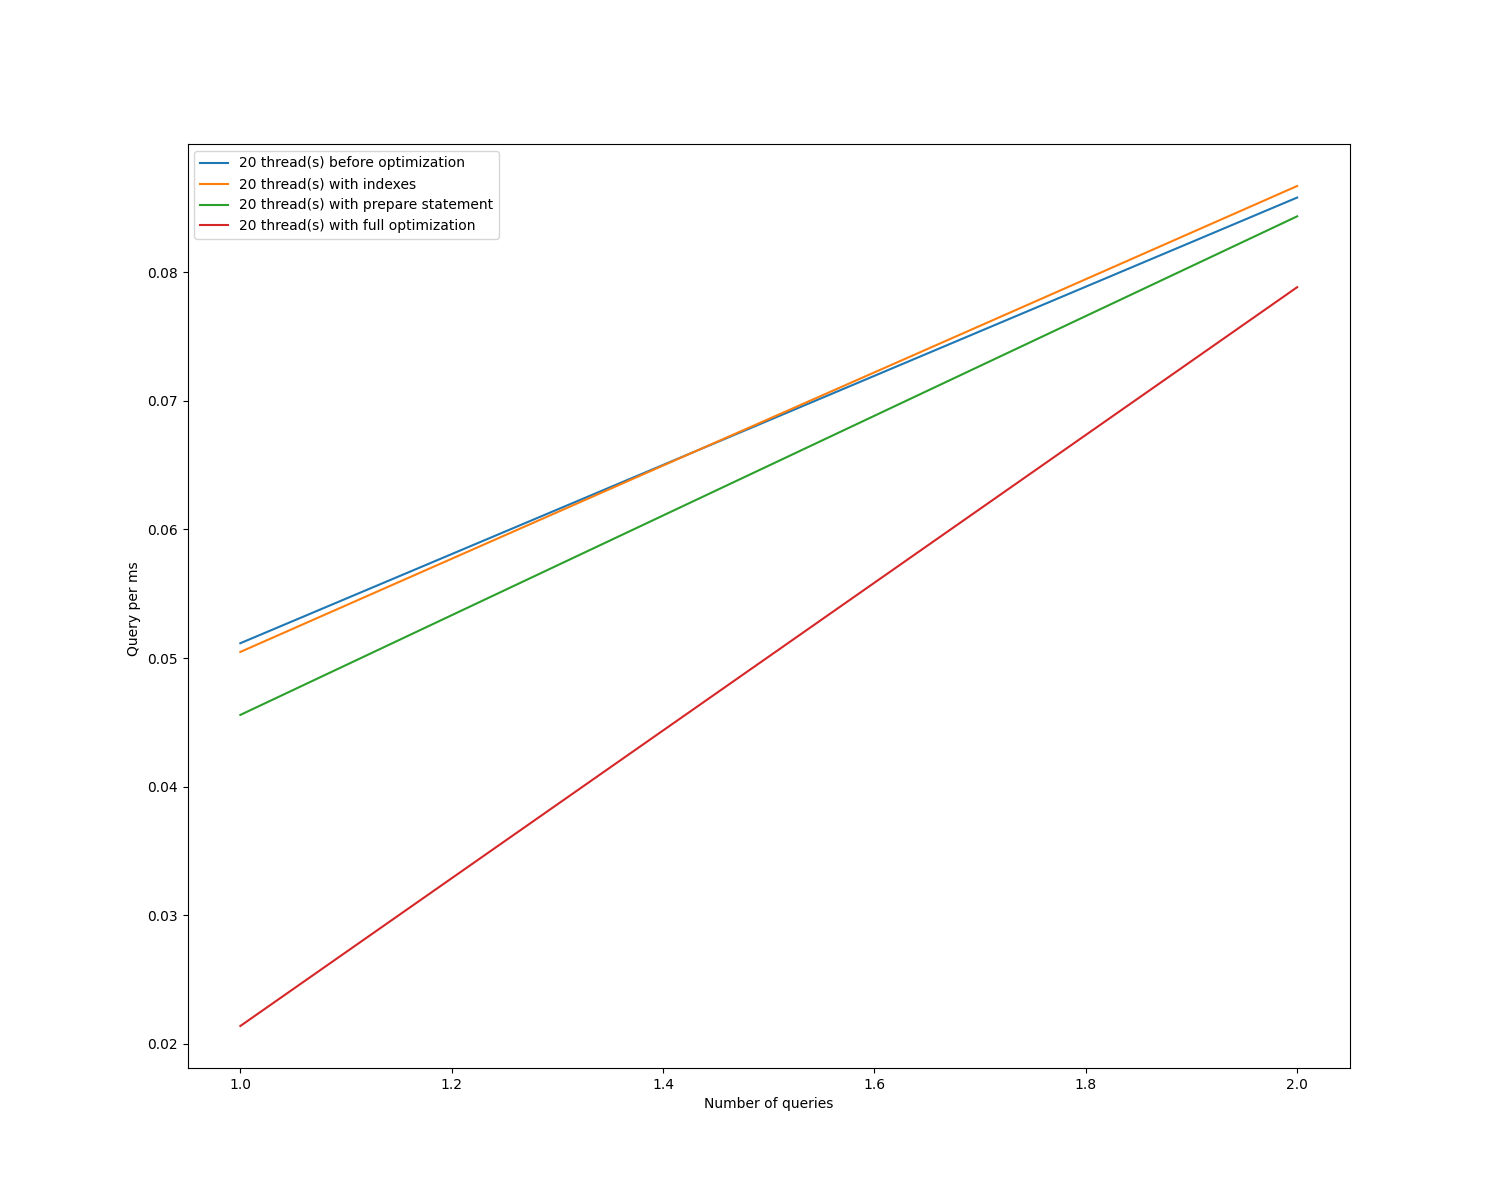 20 thread(s) before optimization
20 thread(s) with indexes
20 thread(s) with prepare statement
20 thread(s) with full optimization
0.08
0.07
0.06
0.05
0.04
0.03
0.02
Query per ms
1.0 1.2 1.4 1.6 1.8 2.0
Number of queries